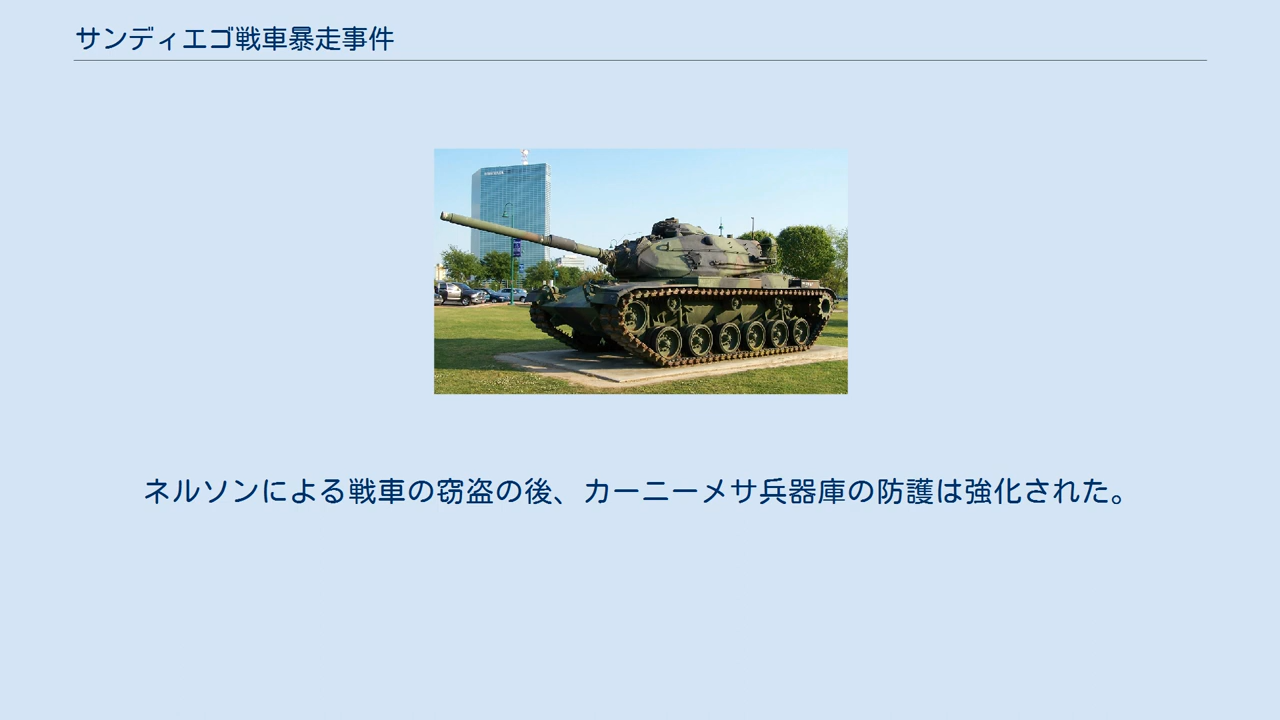 サンディエゴ戦車暴走事件
ネルソンによる戦車の窃盗の後、カーニーメサ兵器庫の防護は強化された。